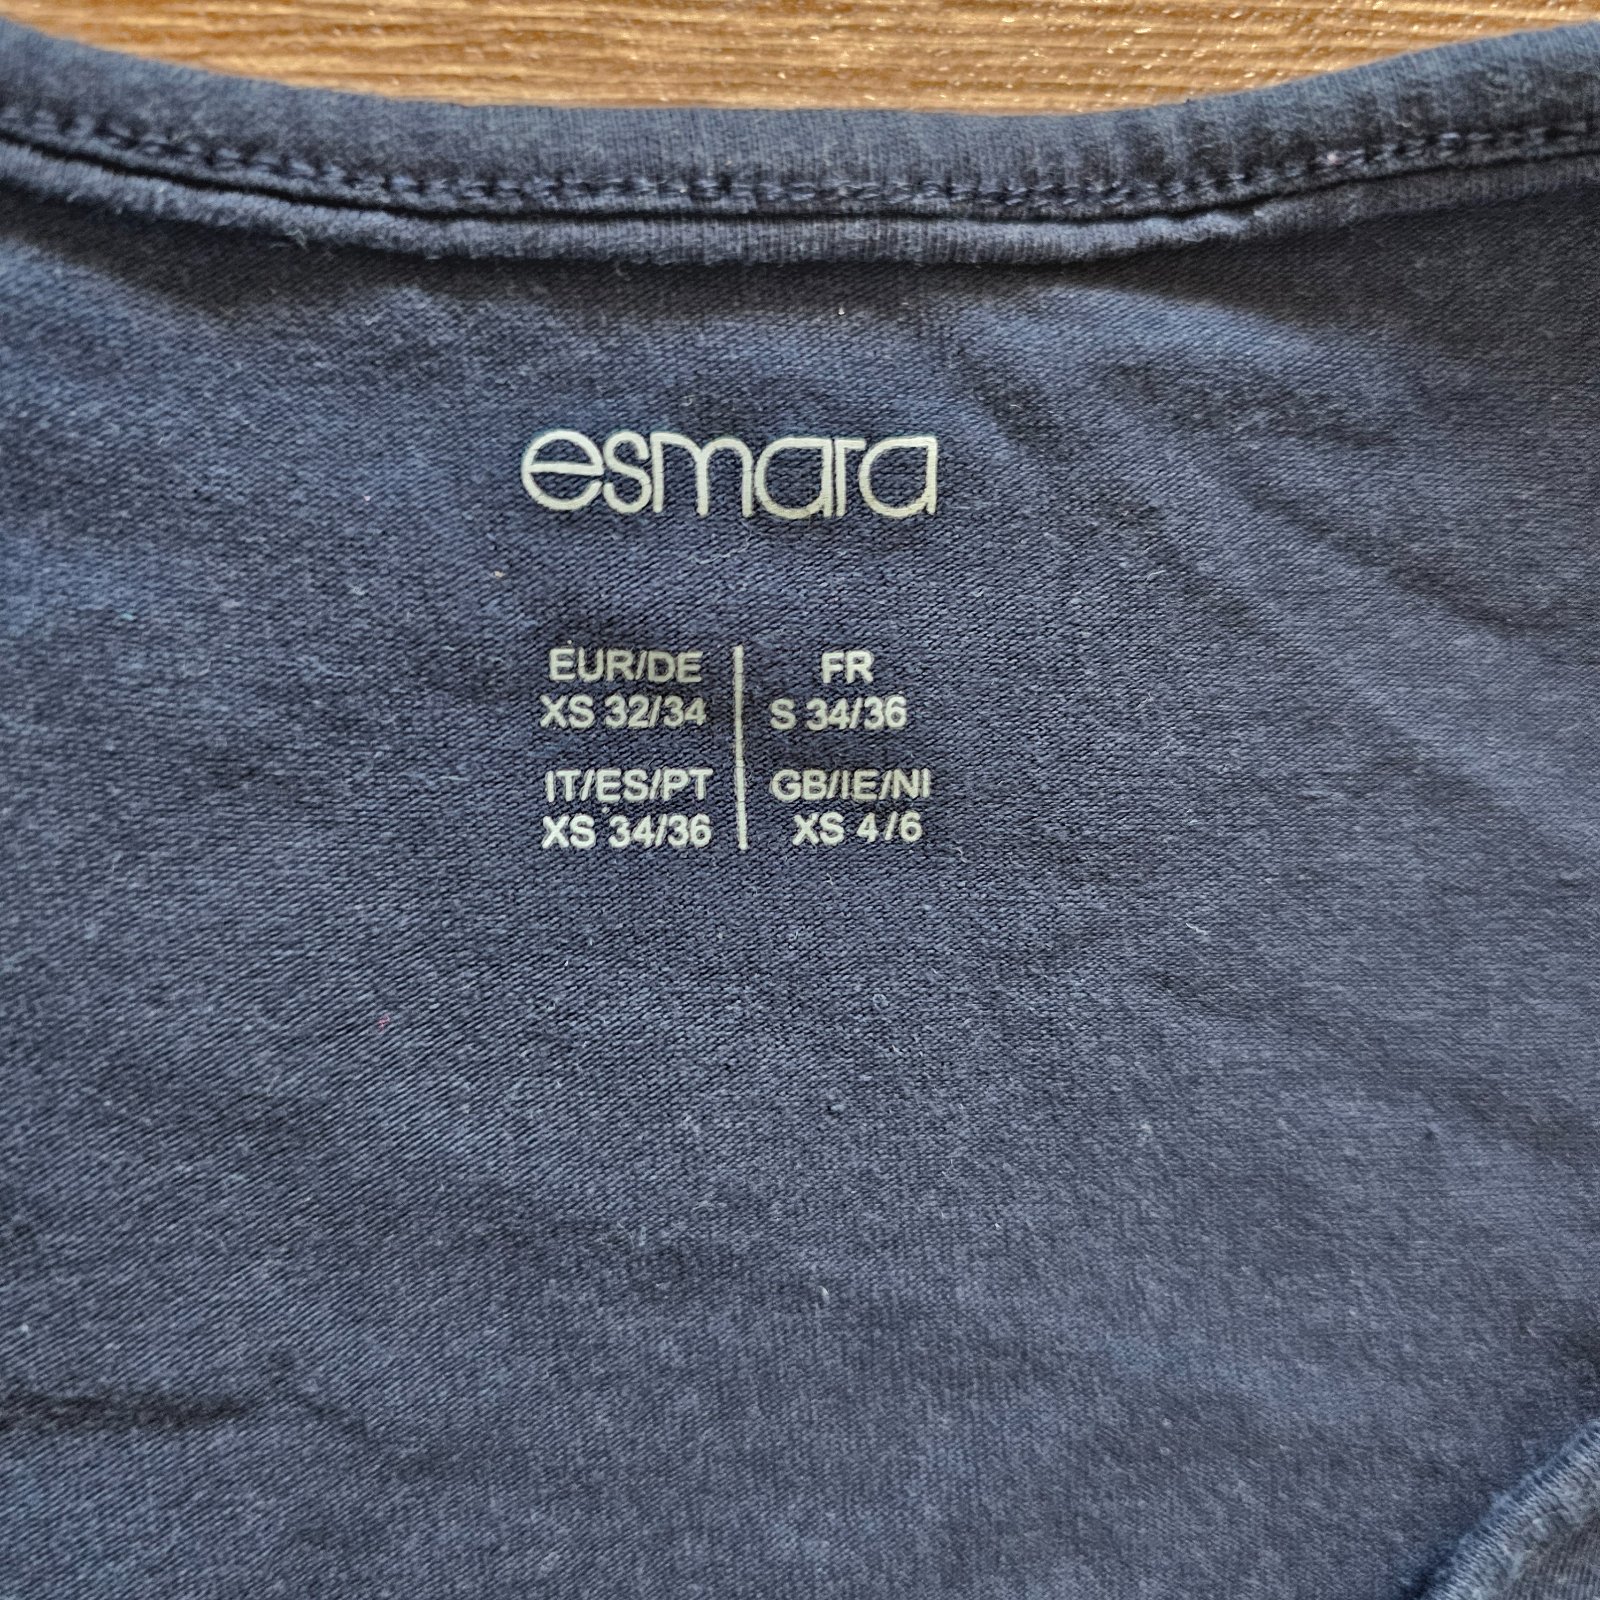 esmara
EUR/DE
XS 32/34
FR
S 34/36
IT/ES/PT
XS 34/36
GB/IE/NI
XS 4/6